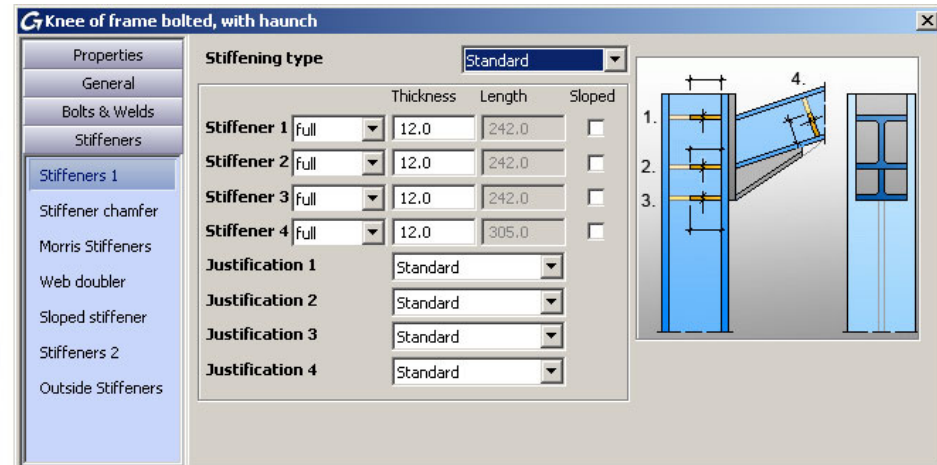 Knee of frame bolted, with haunch
Properties
General
Bolts & Welds
Stiffeners
Stiffeners 1
Stiffener chamfer
Morris Stiffeners
Web doubler
Sloped stiffener
Stiffeners 2
Outside Stiffeners
Stiffening type Standard
Thickness Length Sloped
Stiffener 1 full 12.0 242.0
Stiffener 2 full 12.0 242.0
Stiffener 3 full 12.0 242.0
Stiffener 4 full 12.0 305.0
Justification 1 Standard
Justification 2 Standard
Justification 3 Standard
Justification 4 Standard
1.
2.
3.
4.